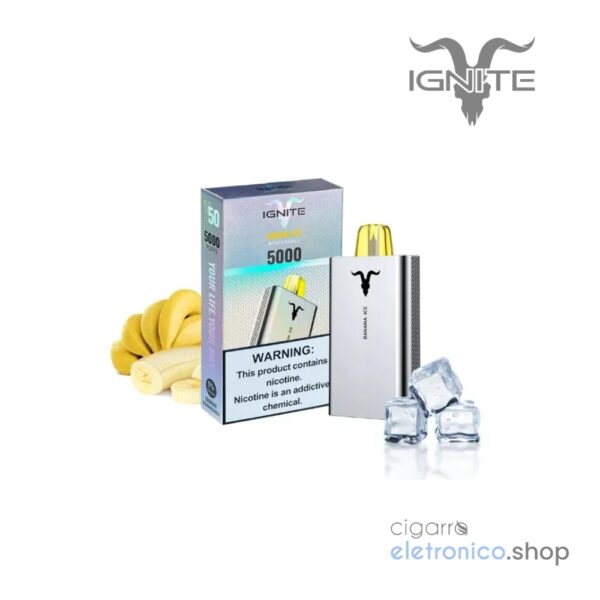 IGNITE
IGNITE
DISPOSABLE
5000
50
5000
YOUR LIFE.
BANANA ICE
WARNING:
This product contains
nicotine.
Nicotine is an addictive
chemical.
cigarro
eletronico.shop